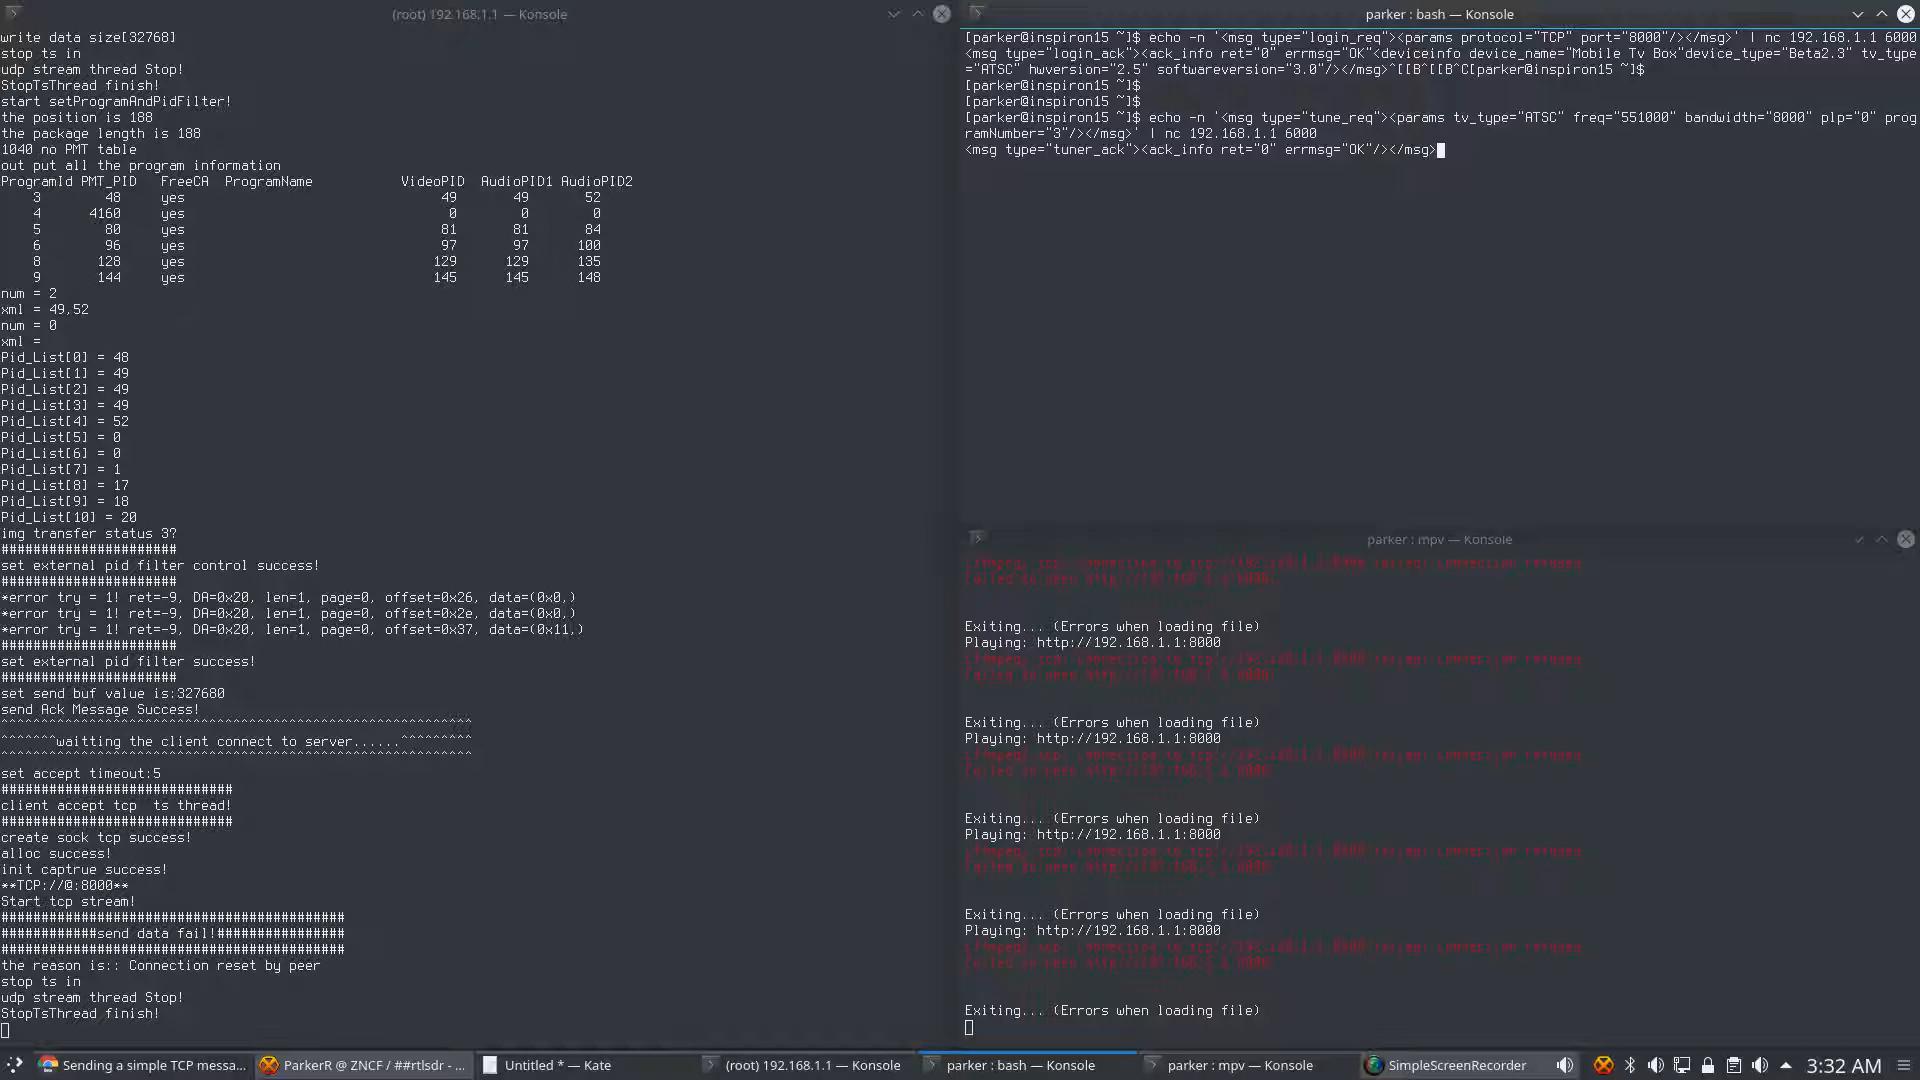 (root) 192.168.1.1 — Konsole
write data size[32768]
stop ts in
udp stream thread Stop!
StopTsThread finish!
start setProgramAndPidFilter!
the position is 188
the package length is 188
1040 no PMT table
out put all the program information
ProgramId PMT_PID   FreeCA  ProgramName           VideoPID  AudioPID1 AudioPID2
3        48     yes                             49        49       52
4      4160     yes                              0         0        0
5        80     yes                             81        81       84
6        96     yes                             97        97      100
8       128     yes                            129       129      135
9       144     yes                            145       145      148
num = 2
xml = 49,52
num = 0
xml =
Pid_List[0] = 48
Pid_List[1] = 49
Pid_List[2] = 49
Pid_List[3] = 49
Pid_List[4] = 52
Pid_List[5] = 0
Pid_List[6] = 0
Pid_List[7] = 1
Pid_List[8] = 17
Pid_List[9] = 18
Pid_List[10] = 20
img transfer status 3?
######################
set external pid filter control success!
######################
*error try = 1! ret=-9, DA=0x20, len=1, page=0, offset=0x26, data=(0x0,)
*error try = 1! ret=-9, DA=0x20, len=1, page=0, offset=0x2e, data=(0x0,)
*error try = 1! ret=-9, DA=0x20, len=1, page=0, offset=0x37, data=(0x11,)
######################
set external pid filter success!
######################
set send buf value is:327680
send Ack Message Success!
^^^^^^^^^^^^^^^^^^^^^^^^^^^^^^^^^^^^^^^^^^^^^^^^^^^^^^^^^^^
^^^^^^^waitting the client connect to server......^^^^^^^^^
^^^^^^^^^^^^^^^^^^^^^^^^^^^^^^^^^^^^^^^^^^^^^^^^^^^^^^^^^^^
set accept timeout:5
#############################
client accept tcp  ts thread!
#############################
create sock tcp success!
alloc success!
init captrue success!
**TCP://@:8000**
Start tcp stream!
###########################################
############send data fail!################
###########################################
the reason is:: Connection reset by peer
stop ts in
udp stream thread Stop!
StopTsThread finish!
parker : bash — Konsole
[parker@inspiron15 ~]$ echo -n '<msg type="login_req"><params protocol="TCP" port="8000"/></msg>' | nc 192.168.1.1 6000
<msg type="login_ack"><ack_info ret="0" errmsg="OK"<deviceinfo device_name="Mobile Tv Box"device_type="Beta2.3" tv_type
="ATSC" hwversion="2.5" softwareversion="3.0"/></msg>^[[B^[[B^C[parker@inspiron15 ~]$
[parker@inspiron15 ~]$
[parker@inspiron15 ~]$
[parker@inspiron15 ~]$ echo -n '<msg type="tune_req"><params tv_type="ATSC" freq="551000" bandwidth="8000" plp="0" prog
ramNumber="3"/></msg>' | nc 192.168.1.1 6000
<msg type="tuner_ack"><ack_info ret="0" errmsg="OK"/></msg>
parker : mpv — Konsole
Exiting... (Errors when loading file)
Playing: http://192.168.1.1:8000
Exiting... (Errors when loading file)
Playing: http://192.168.1.1:8000
Exiting... (Errors when loading file)
Playing: http://192.168.1.1:8000
Exiting... (Errors when loading file)
Playing: http://192.168.1.1:8000
Exiting... (Errors when loading file)
Sending a simple TCP messa...
ParkerR @ ZNCF / ##rtlsdr - ...
Untitled * — Kate
(root) 192.168.1.1 — Konsole
parker : bash — Konsole
parker : mpv — Konsole
SimpleScreenRecorder
3:32 AM